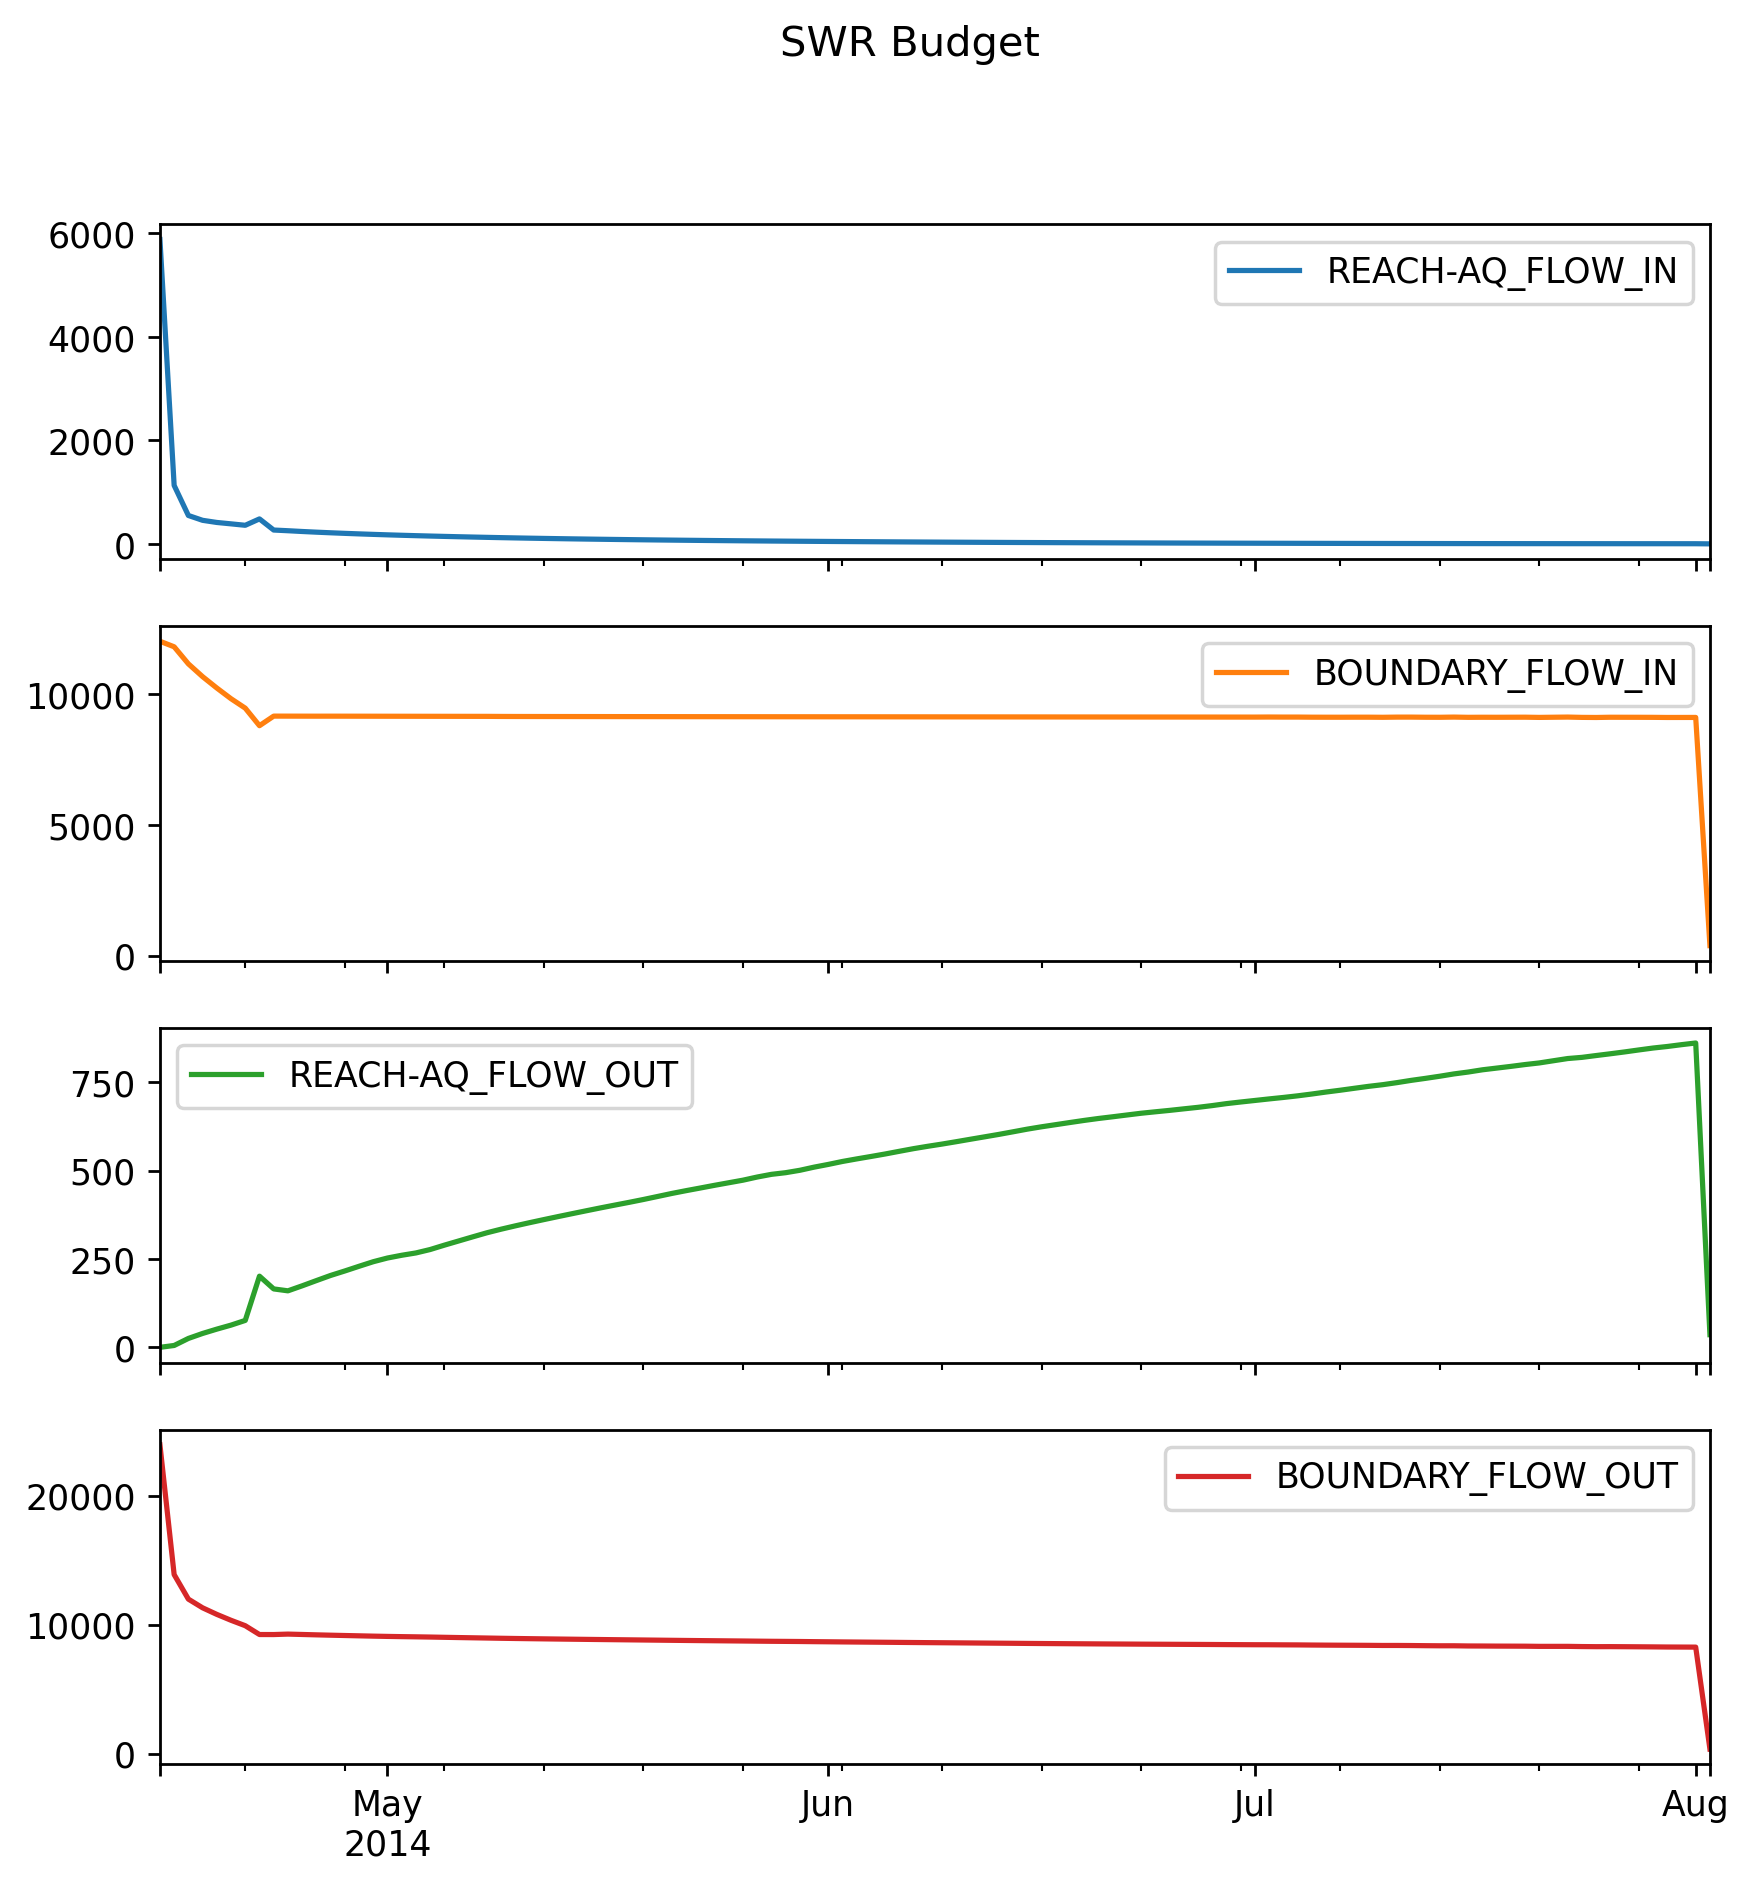 SWR Budget
6000
4000
2000
0
REACH-AQ_FLOW_IN
10000
5000
0
BOUNDARY_FLOW_IN
750
500
250
0
REACH-AQ_FLOW_OUT
20000
10000
0
BOUNDARY_FLOW_OUT
May Jun Jul Aug
2014